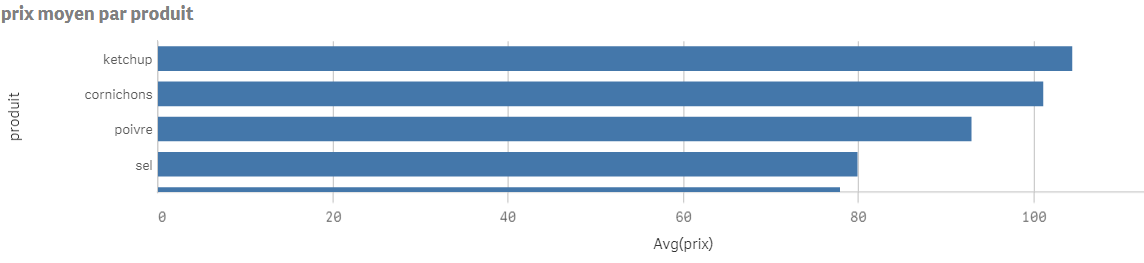 prix moyen par produit
produit
ketchup
cornichons
poivre
sel
0 20 40 60 80 100
Avg(prix)